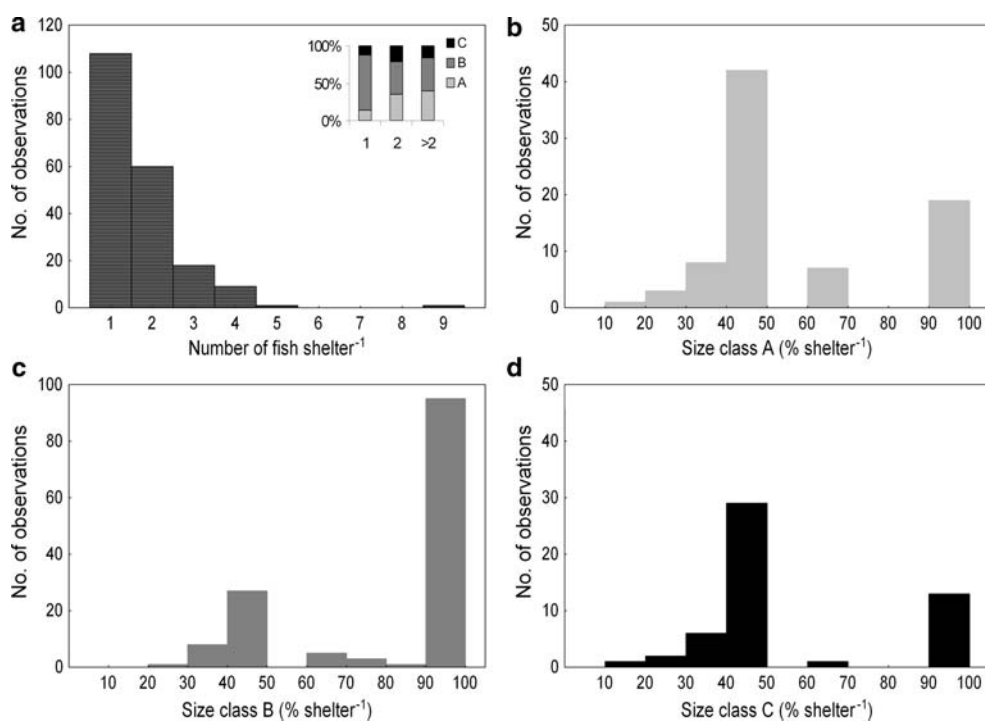 a
120
100
80
60
40
20
0
No. of observations
1 2 3 4 5 6 7 8 9
Number of fish shelter⁻¹
100%
50%
0%
1 2 >2
C
B
A
b
50
40
30
20
10
0
No. of observations
10 20 30 40 50 60 70 80 90 100
Size class A (% shelter⁻¹)
c
100
80
60
40
20
0
No. of observations
10 20 30 40 50 60 70 80 90 100
Size class B (% shelter⁻¹)
d
50
40
30
20
10
0
No. of observations
10 20 30 40 50 60 70 80 90 100
Size class C (% shelter⁻¹)